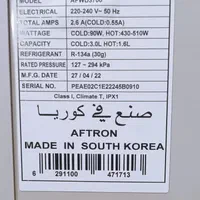 MODEL AFWD5700
ELECTRICAL 220-240 V~ 50 Hz
TOTAL AMPS 2.6 A(COLD:0.55A)
WATTAGE COLD:90W, HOT:430-510W
CAPACITY COLD:3.0L HOT:1.6L
REFRIGERANT R-134a (30g)
RATED PRESSURE 127~294 kPa
M.F.G. DATE 27/ 04 / 22
SERIAL NUMBER PEAE02C1E22245B0910
Class I, Climate T, IPX1
صنع في كوريا
AFTRON
MADE IN SOUTH KOREA
6 291100 471713